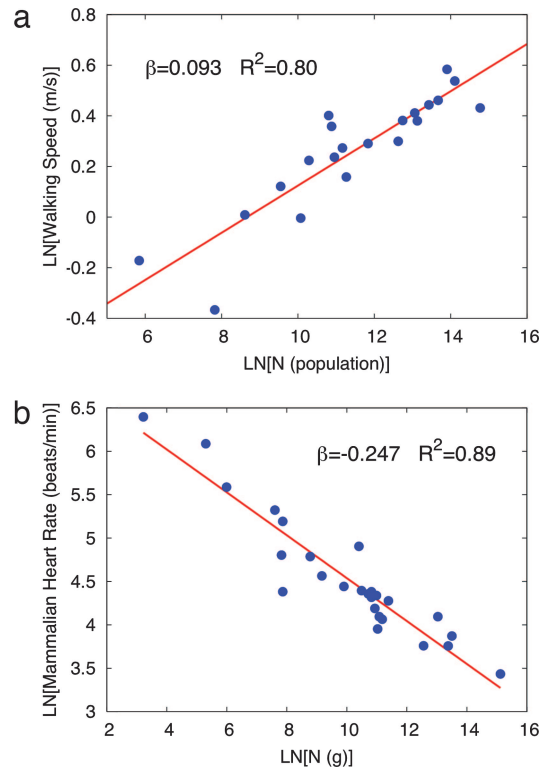 a
0.8
0.6
0.4
0.2
0
-0.2
-0.4
LN[Walking Speed (m/s)]
β=0.093 R²=0.80
6 8 10 12 14 16
LN[N (population)]
b
6.5
6
5.5
5
4.5
4
3.5
3
LN[Mammalian Heart Rate (beats/min)]
β=-0.247 R²=0.89
2 4 6 8 10 12 14 16
LN[N (g)]